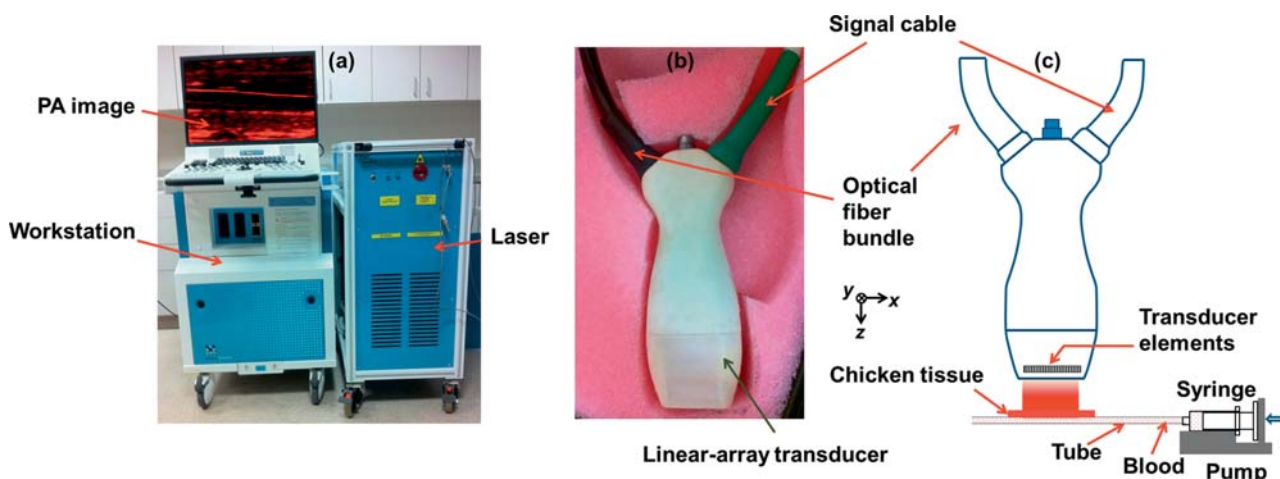 (a)
PA image
Workstation
Laser
(b)
Signal cable
(c)
Optical
fiber
bundle
y
x
z
Transducer
elements
Chicken tissue
Syringe
Linear-array transducer
Tube
Blood
Pump